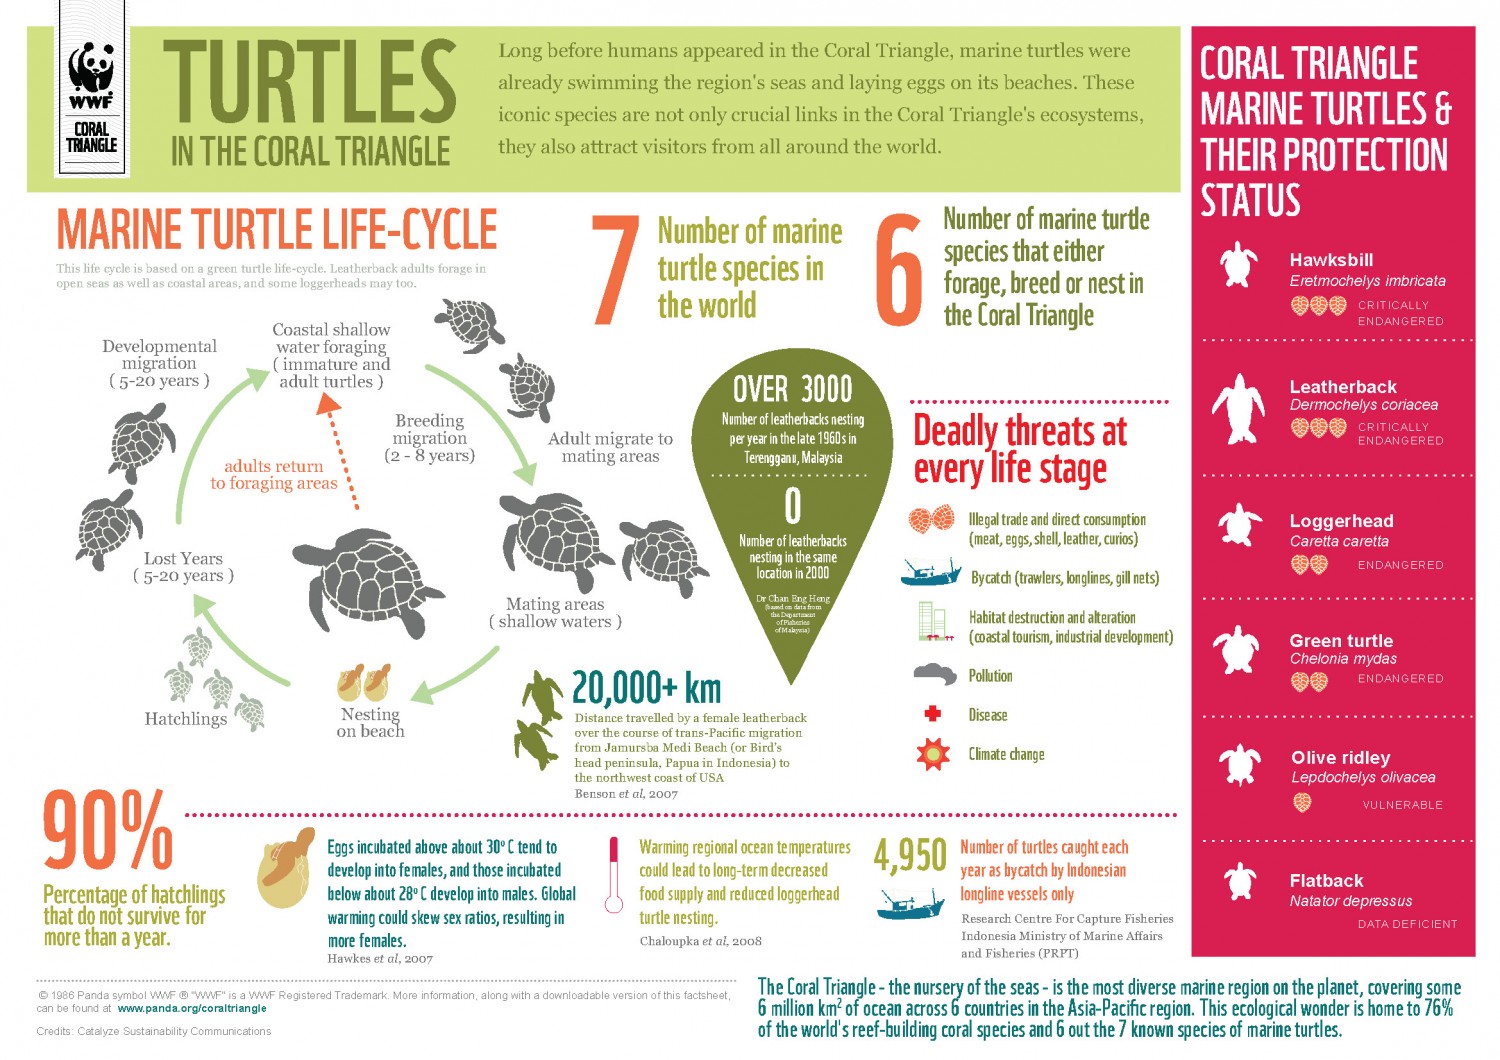 WWF
CORAL
TRIANGLE
TURTLES
IN THE CORAL TRIANGLE
Long before humans appeared in the Coral Triangle, marine turtles were
already swimming the region's seas and laying eggs on its beaches. These
iconic species are not only crucial links in the Coral Triangle's ecosystems,
they also attract visitors from all around the world.
MARINE TURTLE LIFE-CYCLE
This life cycle is based on a green turtle life-cycle. Leatherback adults forage in
open seas as well as coastal areas, and some loggerheads may too.
Developmental
migration
( 5-20 years )
Coastal shallow
water foraging
( immature and
adult turtles )
Breeding
migration
(2 - 8 years)
Adult migrate to
mating areas
adults return
to foraging areas
Lost Years
( 5-20 years )
Mating areas
( shallow waters )
Hatchlings
Nesting
on beach
7
Number of marine
turtle species in
the world
6
Number of marine turtle
species that either
forage, breed or nest in
the Coral Triangle
OVER 3000
Number of leatherbacks nesting
per year in the late 1960s in
Terengganu, Malaysia
0
Number of leatherbacks
nesting in the same
location in 2000
Dr Chan Eng Heng
(based on data from
the Department
of Fisheries
of Malaysia)
20,000+ km
Distance travelled by a female leatherback
over the course of trans-Pacific migration
from Jamursba Medi Beach (or Bird's
head peninsula, Papua in Indonesia) to
the northwest coast of USA
Benson et al, 2007
Deadly threats at
every life stage
Illegal trade and direct consumption
(meat, eggs, shell, leather, curios)
Bycatch (trawlers, longlines, gill nets)
Habitat destruction and alteration
(coastal tourism, industrial development)
Pollution
Disease
Climate change
90%
Percentage of hatchlings
that do not survive for
more than a year.
Eggs incubated above about 30º C tend to
develop into females, and those incubated
below about 28º C develop into males. Global
warming could skew sex ratios, resulting in
more females.
Hawkes et al, 2007
Warming regional ocean temperatures
could lead to long-term decreased
food supply and reduced loggerhead
turtle nesting.
Chaloupka et al, 2008
4,950
Number of turtles caught each
year as bycatch by Indonesian
longline vessels only
Research Centre For Capture Fisheries
Indonesia Ministry of Marine Affairs
and Fisheries (PRPT)
CORAL TRIANGLE
MARINE TURTLES &
THEIR PROTECTION
STATUS
Hawksbill
Eretmochelys imbricata
CRITICALLY
ENDANGERED
Leatherback
Dermochelys coriacea
CRITICALLY
ENDANGERED
Loggerhead
Caretta caretta
ENDANGERED
Green turtle
Chelonia mydas
ENDANGERED
Olive ridley
Lepdochelys olivacea
VULNERABLE
Flatback
Natator depressus
DATA DEFICIENT
© 1986 Panda symbol WWF ® "WWF" is a WWF Registered Trademark. More information, along with a downloadable version of this factsheet,
can be found at www.panda.org/coraltriangle
Credits: Catalyze Sustainability Communications
The Coral Triangle - the nursery of the seas - is the most diverse marine region on the planet, covering some
6 million km² of ocean across 6 countries in the Asia-Pacific region. This ecological wonder is home to 76%
of the world's reef-building coral species and 6 out the 7 known species of marine turtles.